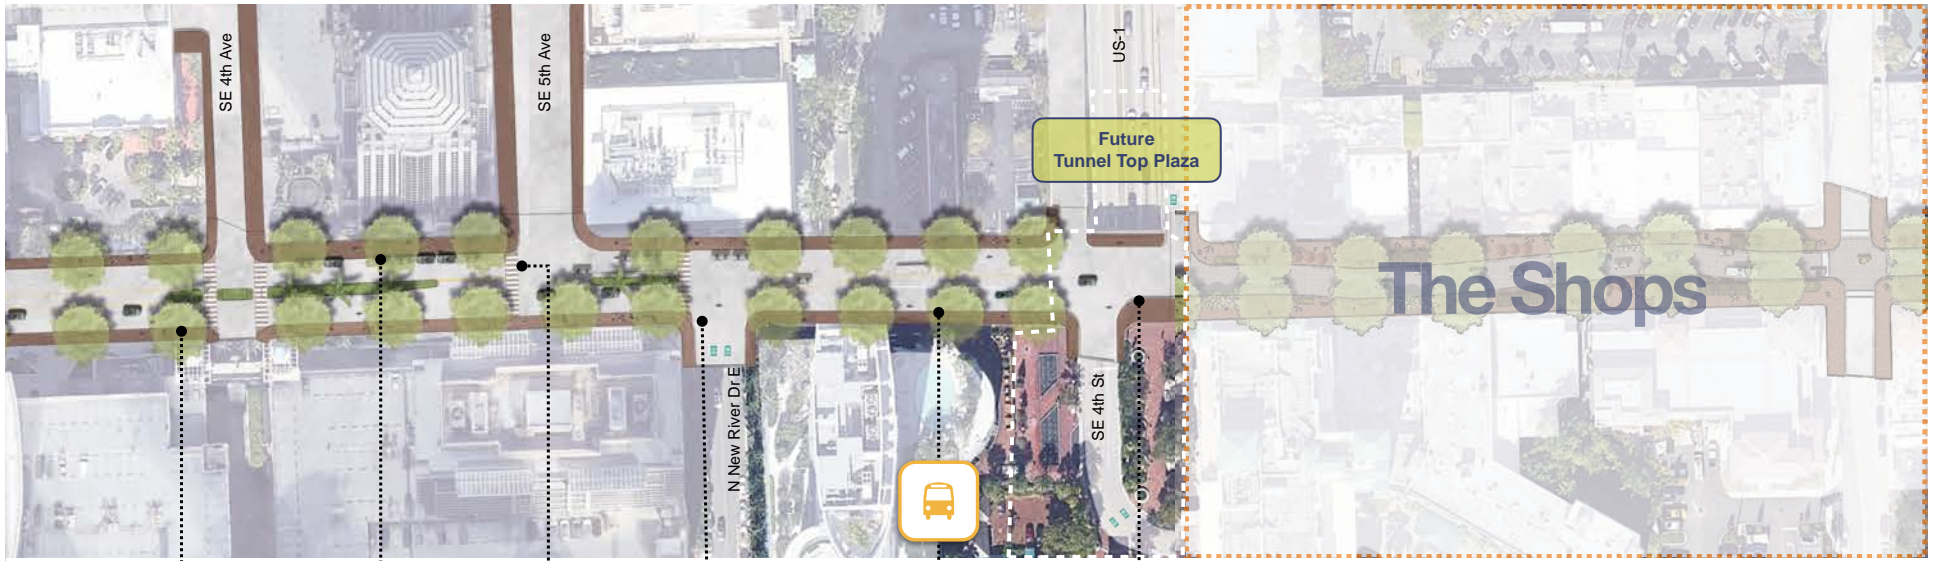 SE 4th Ave
SE 5th Ave
US-1
Future
Tunnel Top Plaza
The Shops
N New River Dr E
SE 4th St